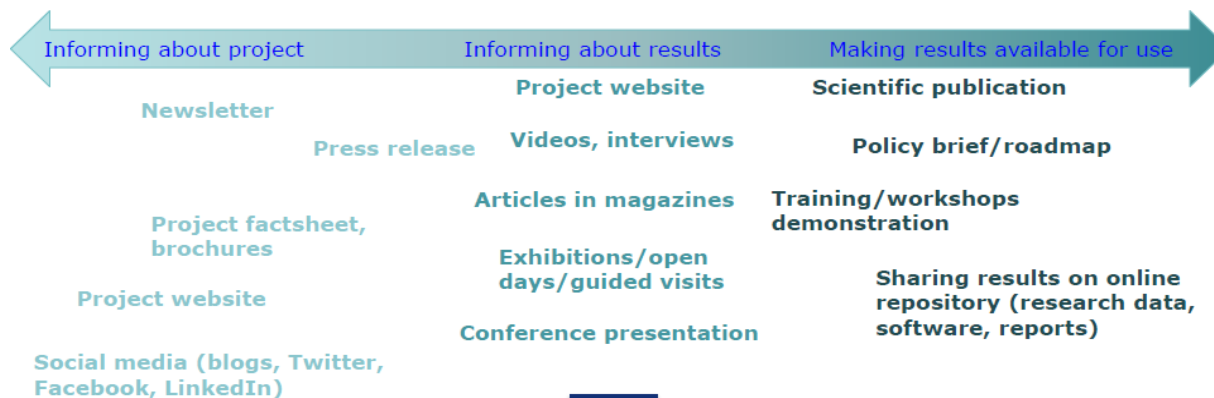 Informing about project
Informing about results
Making results available for use
Newsletter
Press release
Project factsheet,
brochures
Project website
Social media (blogs, Twitter,
Facebook, LinkedIn)
Project website
Videos, interviews
Articles in magazines
Exhibitions/open
days/guided visits
Conference presentation
Scientific publication
Policy brief/roadmap
Training/workshops
demonstration
Sharing results on online
repository (research data,
software, reports)